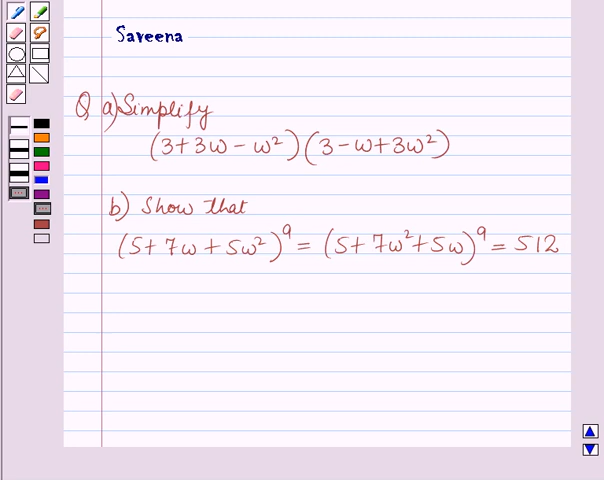 Saveena
Q a) Simplify
(3+3ω-ω²)(3-ω+3ω²)
b) Show that
(5+7ω+5ω²)⁹=(5+7ω²+5ω)⁹=512